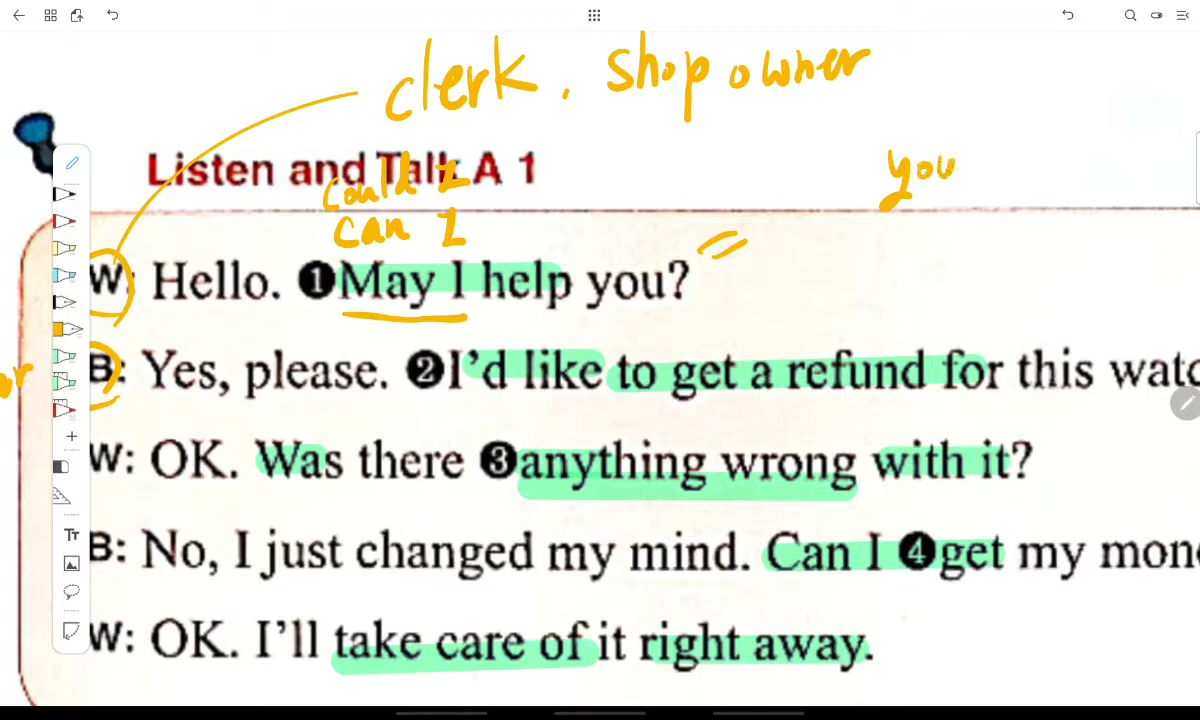 clerk. shop owner
Listen and Talk A 1
you
could I
can I
W: Hello. ❶May I help you?
B: Yes, please. ❷I'd like to get a refund for this
W: OK. Was there ❸anything wrong with it?
B: No, I just changed my mind. Can I ❹get my
W: OK. I'll take care of it right away.
Tr